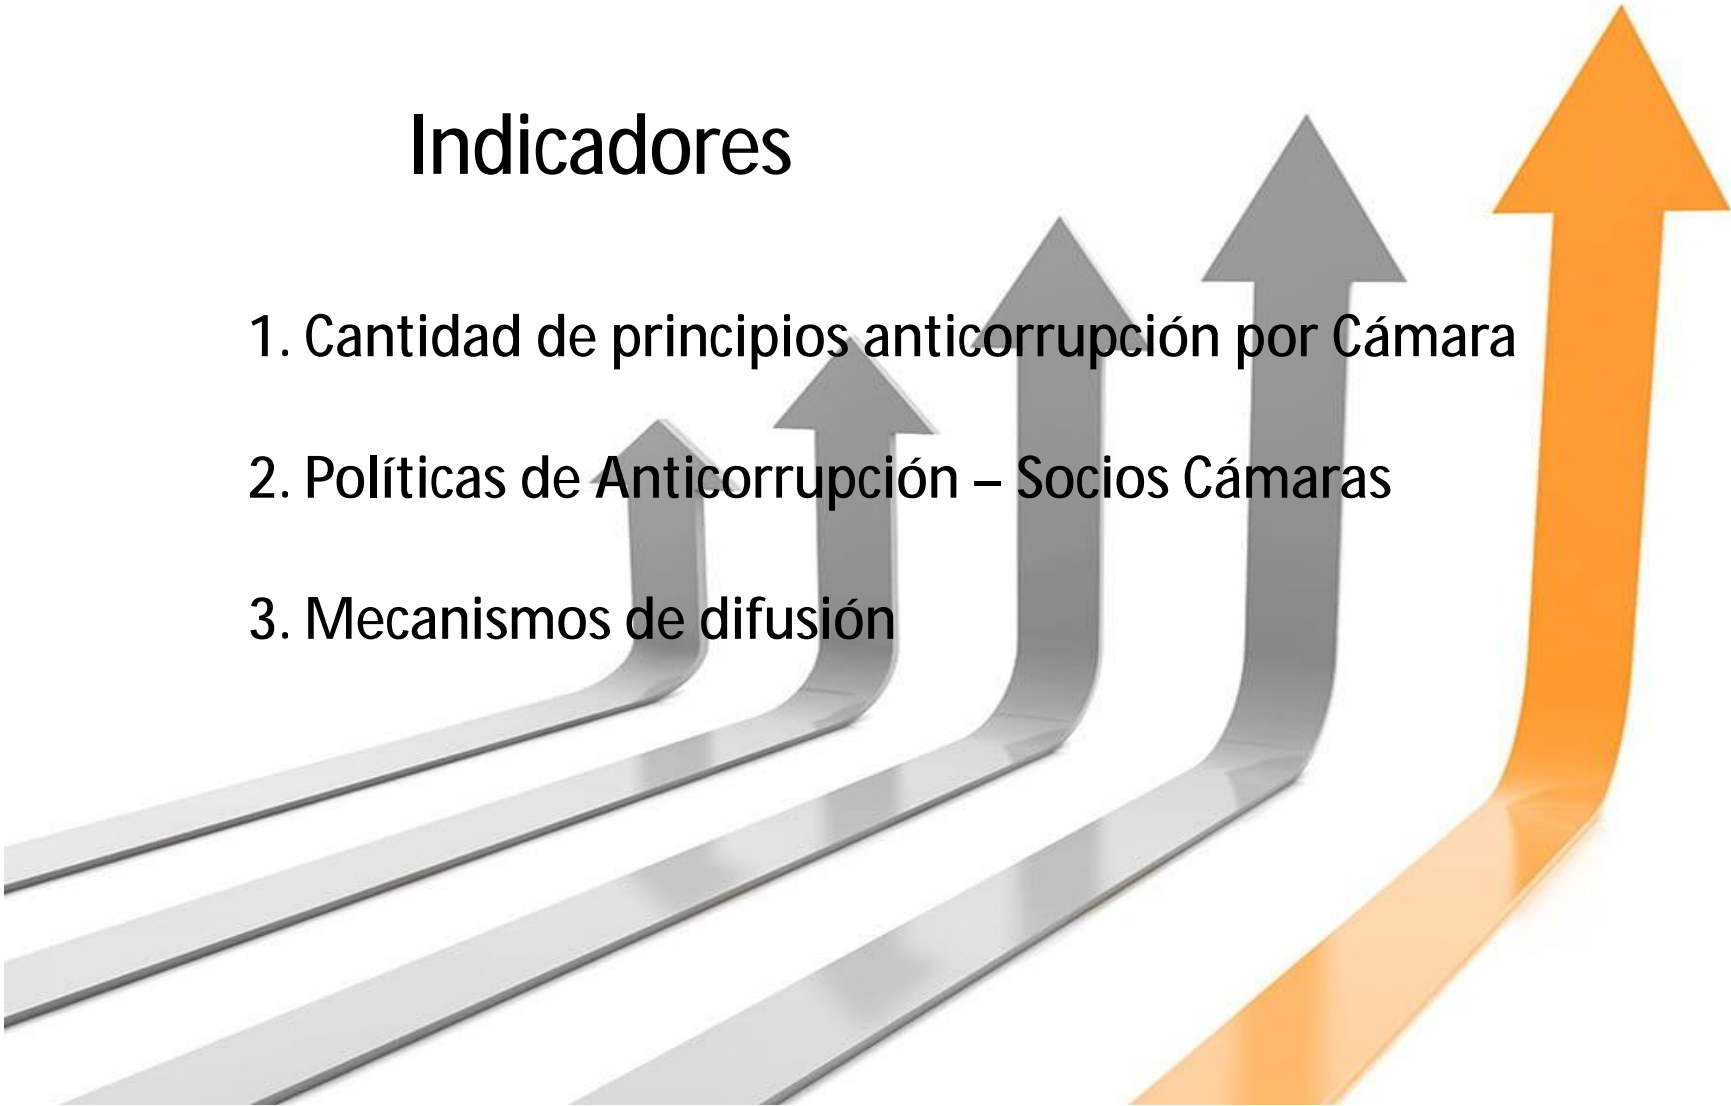 Indicadores
1. Cantidad de principios anticorrupción por Cámara
2. Políticas de Anticorrupción – Socios Cámaras
3. Mecanismos de difusión